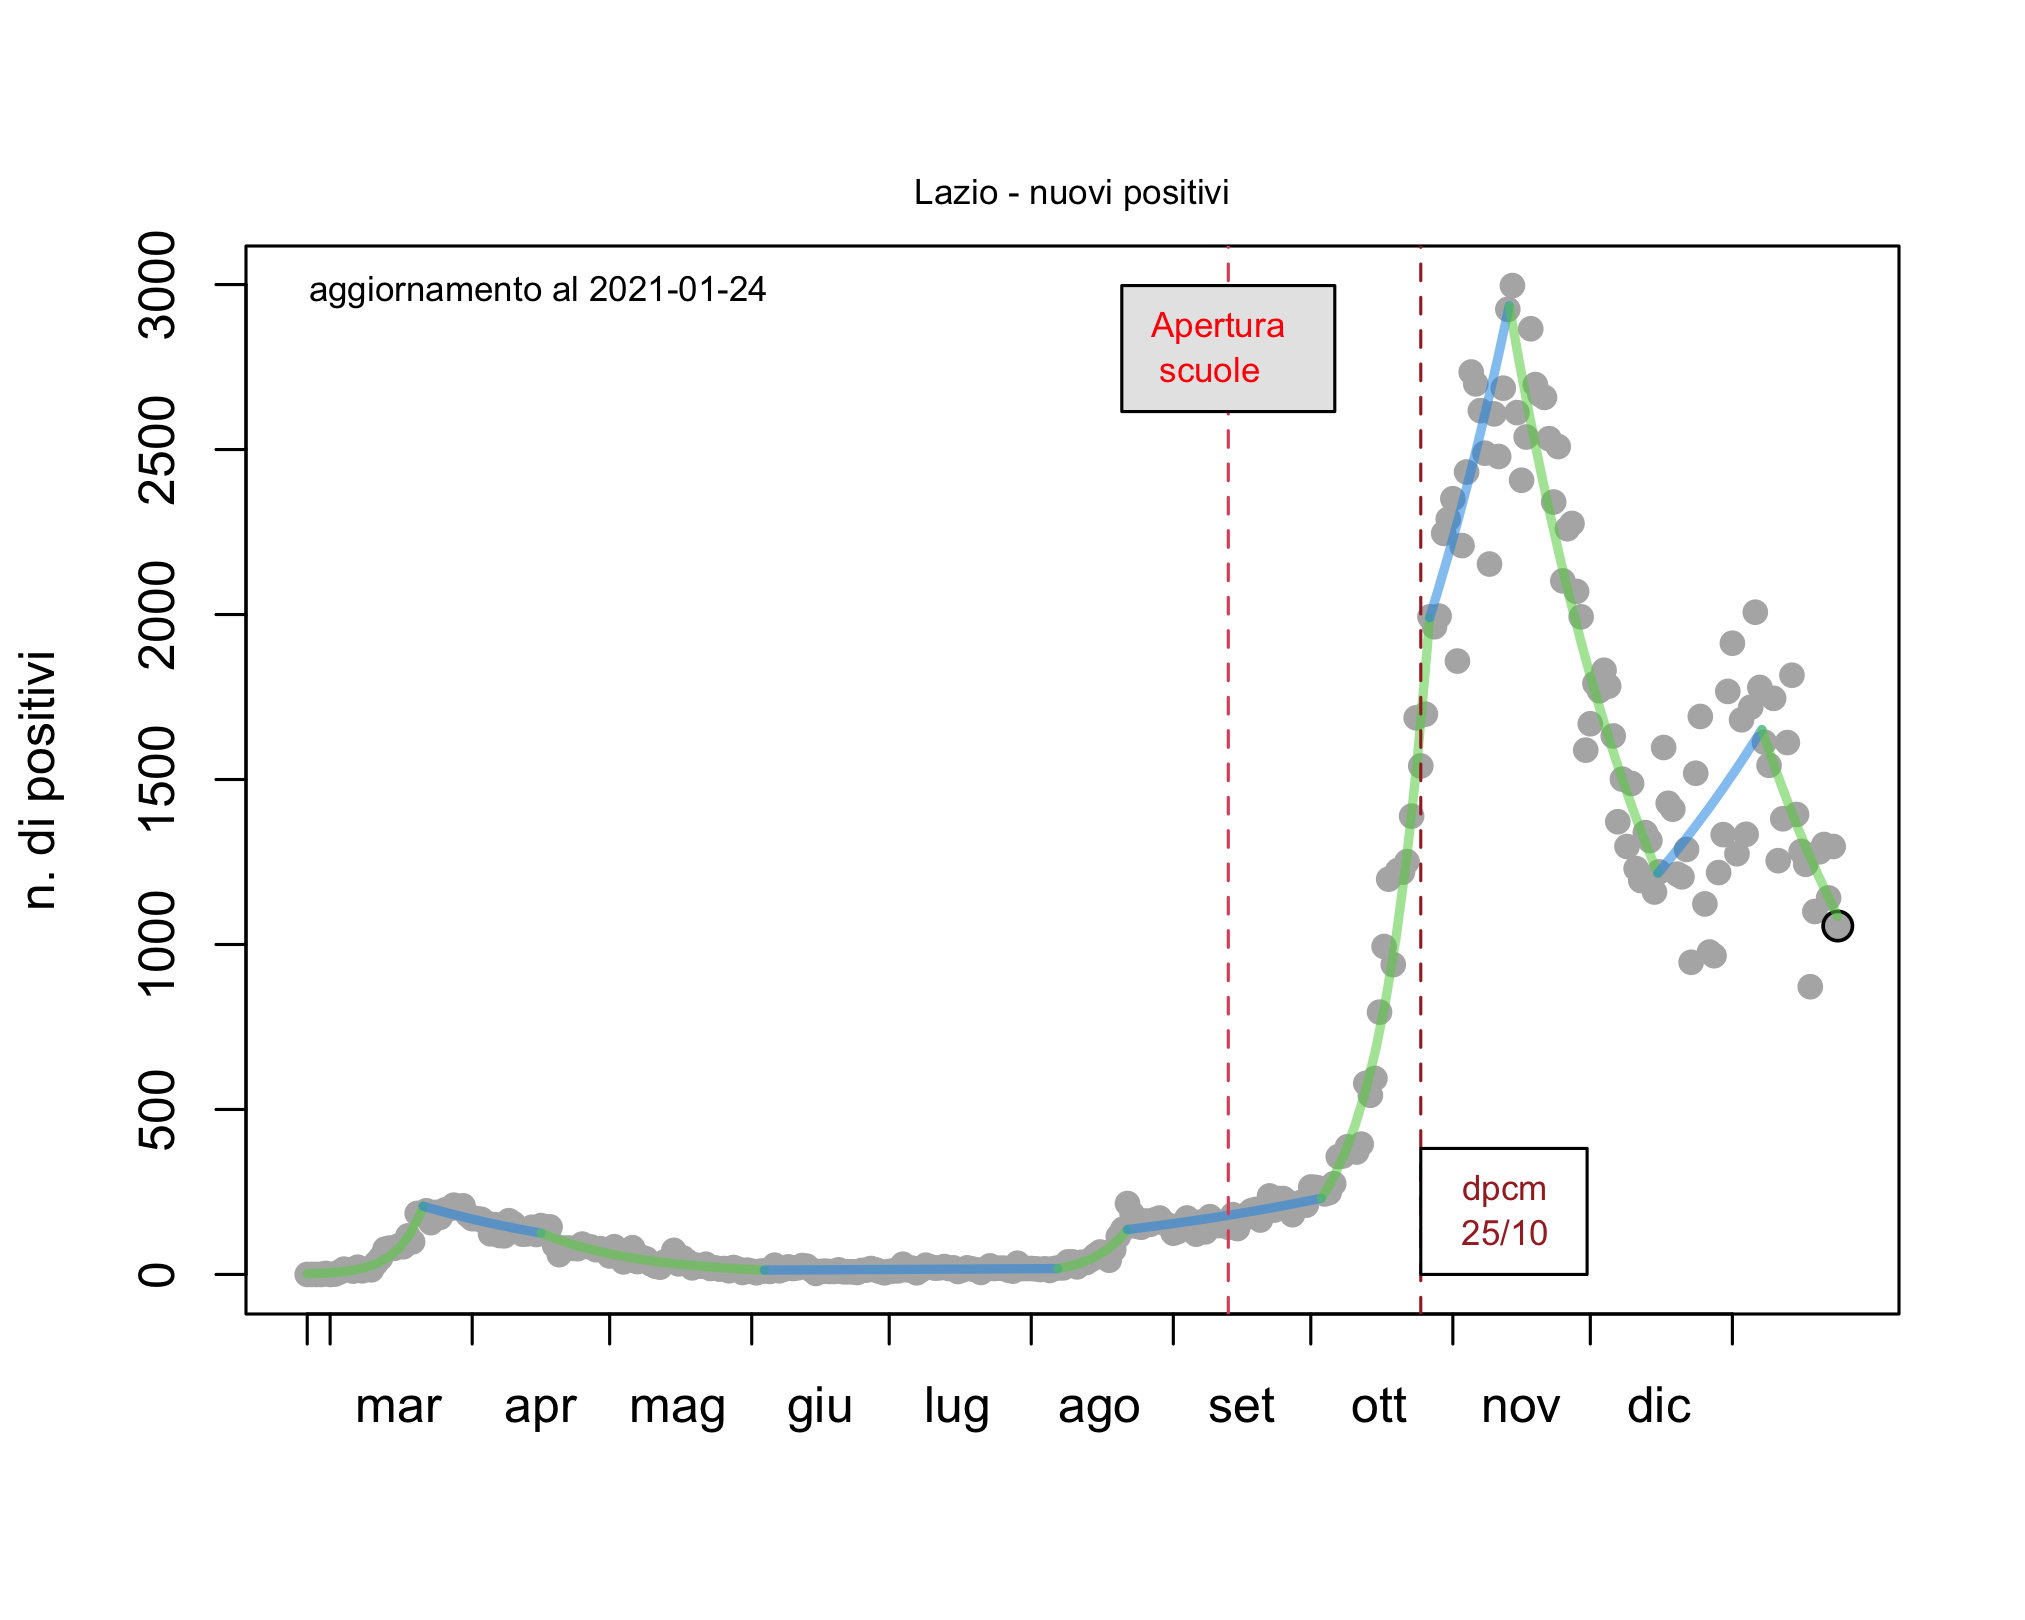 Lazio - nuovi positivi
aggiornamento al 2021-01-24
Apertura
scuole
dpcm
25/10
n. di positivi
3000
2500
2000
1500
1000
500
0
mar apr mag giu lug ago set ott nov dic